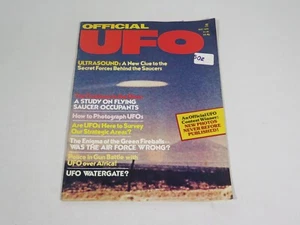 OFFICIAL
UFO
ULTRASOUND: A New Clue to the
Secret Forces Behind the Saucers
A STUDY ON FLYING
SAUCER OCCUPANTS
How to Photograph UFOs
Are UFOs Here to Survey
Our Strategic Areas?
The Enigma of the Green Fireballs—
WAS THE AIR FORCE WRONG?
Police in Gun Battle with
UFO over Africa!
UFO WATERGATE?
An Official UFO
Contest Winner:
NEW PHOTOS
NEVER BEFORE
PUBLISHED!